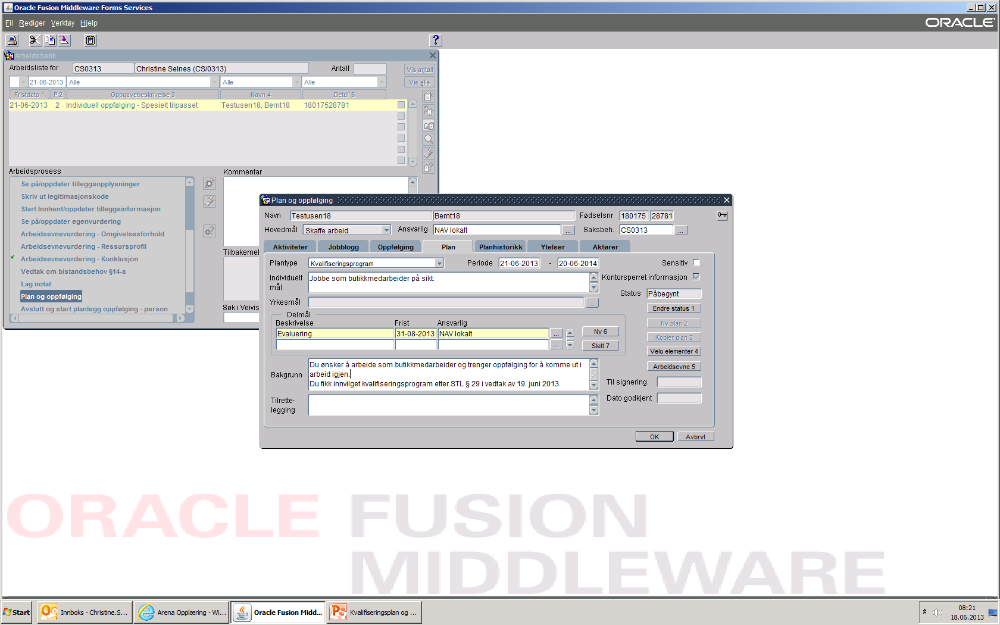 Oracle Fusion Middleware Forms Services
Fil Rediger Verktøy Hjelp
ORACLE
Arbeidsbenk
Arbeidsliste for CS0313 Christine Selnes (CS/0313) Antall Vis antall
21-06-2013 Alle Alle Alle Vis alle
Fristdato 1 P 2 Oppgavebeskrivelse 3 Navn 4 Detalj 5
21-06-2013 2 Individuell oppfølging - Spesielt tilpasset Testusen18, Bernt18 18017528781
Arbeidsprosess
Se på/oppdater tilleggsopplysninger
Skriv ut legitimasjonskode
Start Innhent/oppdater tilleggsinformasjon
Se på/oppdater egenvurdering
Arbeidsevnevurdering - Omgivelsesforhold
Arbeidsevnevurdering - Ressursprofil
Arbeidsevnevurdering - Konklusjon
Vedtak om bistandsbehov §14-a
Lag notat
Plan og oppfølging
Avslutt og start planlegg oppfølging - person
Kommentar
Tilbakemel
Søk i Veivis
Plan og oppfølging
Navn Testusen18 Bernt18 Fødselsnr 180175 28781
Hovedmål Skaffe arbeid Ansvarlig NAV lokalt ... Saksbeh. CS0313 ...
Aktiviteter Jobblogg Oppfølging Plan Planhistorikk Ytelser Aktører
Plantype Kvalifiseringsprogram Periode 21-06-2013 - 20-06-2014 Sensitiv
Individuelt mål Jobbe som butikkmedarbeider på sikt. Kontorsperret informasjon
Status Påbegynt
Yrkesmål ...
Endre status 1
Delmål
Beskrivelse Frist Ansvarlig
Evaluering 31-08-2013 NAV lokalt ... Ny 6
... Slett 7
Ny plan 2
Kopier plan 3
Velg elementer 4
Arbeidsevne 5
Bakgrunn
Du ønsker å arbeide som butikkmedarbeider og trenger oppfølging for å komme ut i
arbeid igjen.
Du fikk innvilget kvalifiseringsprogram etter STL § 29 i vedtak av 19. juni 2013.
Til signering
Dato godkjent
Tilrette-
legging
OK Avbryt
ORACLE FUSION
MIDDLEWARE
Start Innboks - Christine.S... Arena Opplæring - Wi... Oracle Fusion Midd... Kvalifiseringsplan og ...
08:21
18.06.2013